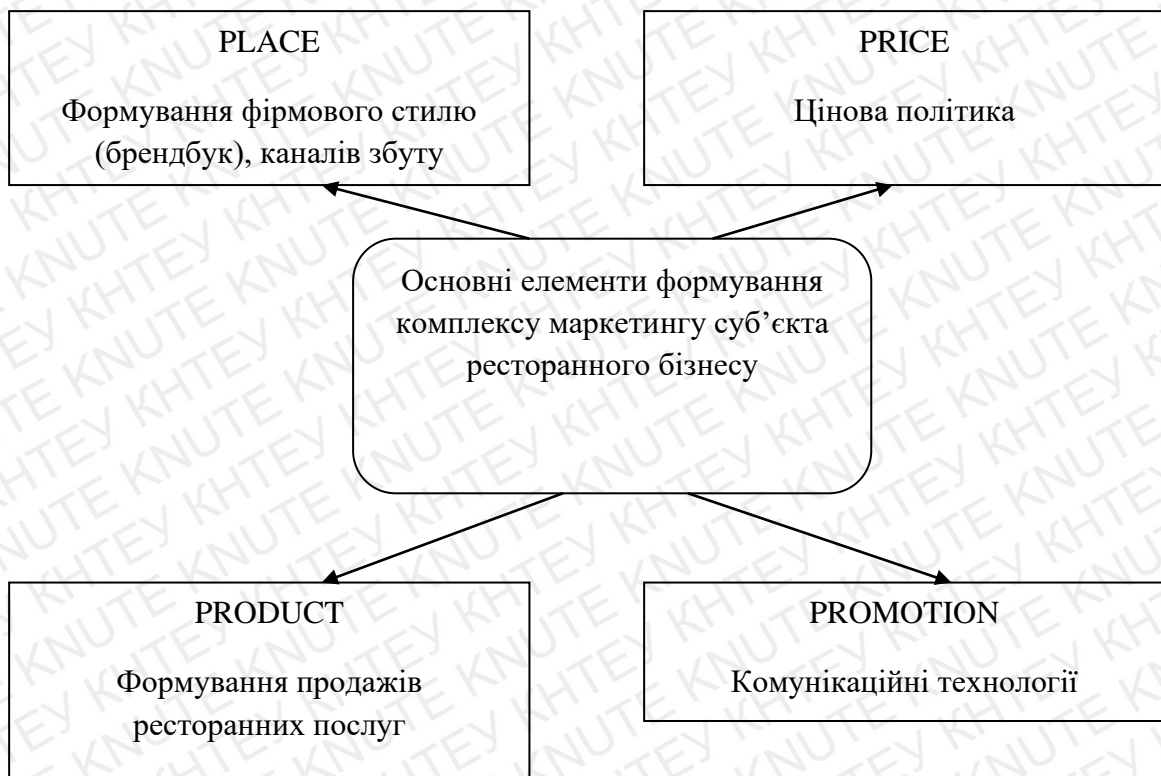 PLACE
Формування фірмового стилю
(брендбук), каналів збуту
PRICE
Цінова політика
Основні елементи формування
комплексу маркетингу суб’єкта
ресторанного бізнесу
PRODUCT
Формування продажів
ресторанних послуг
PROMOTION
Комунікаційні технології